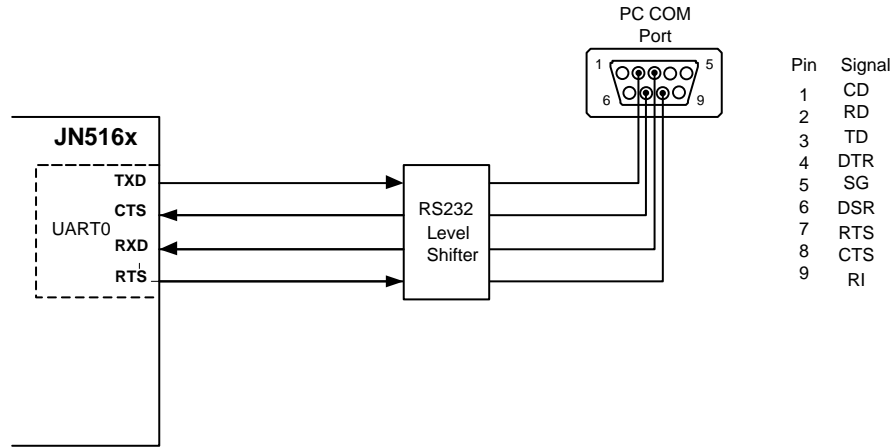 PC COM
Port
1
5
6
9
Pin Signal
1 CD
2 RD
3 TD
4 DTR
5 SG
6 DSR
7 RTS
8 CTS
9 RI
JN516x
UART0
TXD
CTS
RXD
RTS
RS232
Level
Shifter